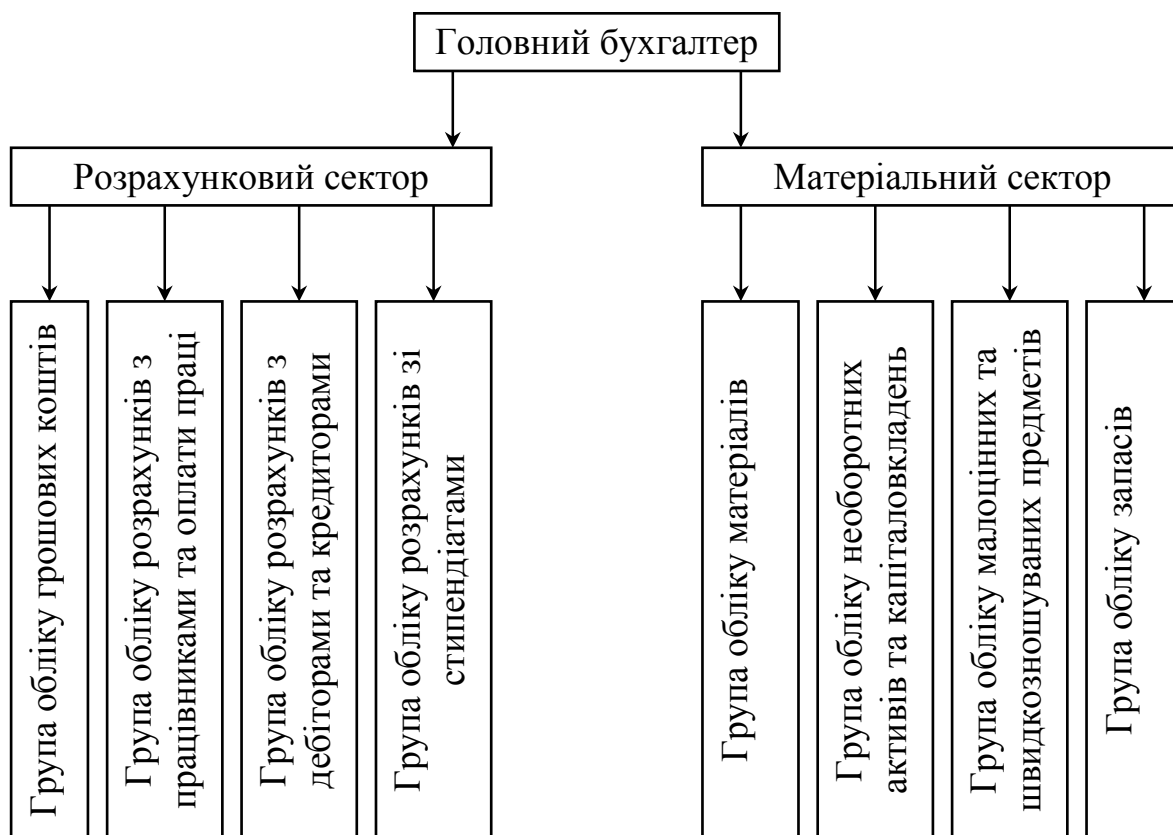 Головний бухгалтер
Розрахунковий сектор
Матеріальний сектор
Група обліку грошових коштів
Група обліку розрахунків з
працівниками та оплати праці
Група обліку розрахунків з
дебіторами та кредиторами
Група обліку розрахунків зі
стипендіатами
Група обліку матеріалів
Група обліку необоротних
активів та капіталовкладень
Група обліку малоцінних та
швидкозношуваних предметів
Група обліку запасів